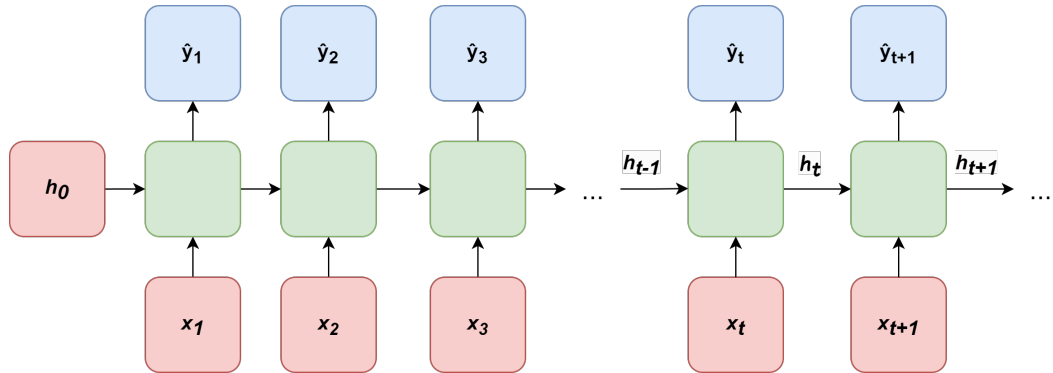 ŷ1 ŷ2 ŷ3 ŷt ŷt+1
h0 ... ht-1 ht ht+1 ...
x1 x2 x3 xt xt+1